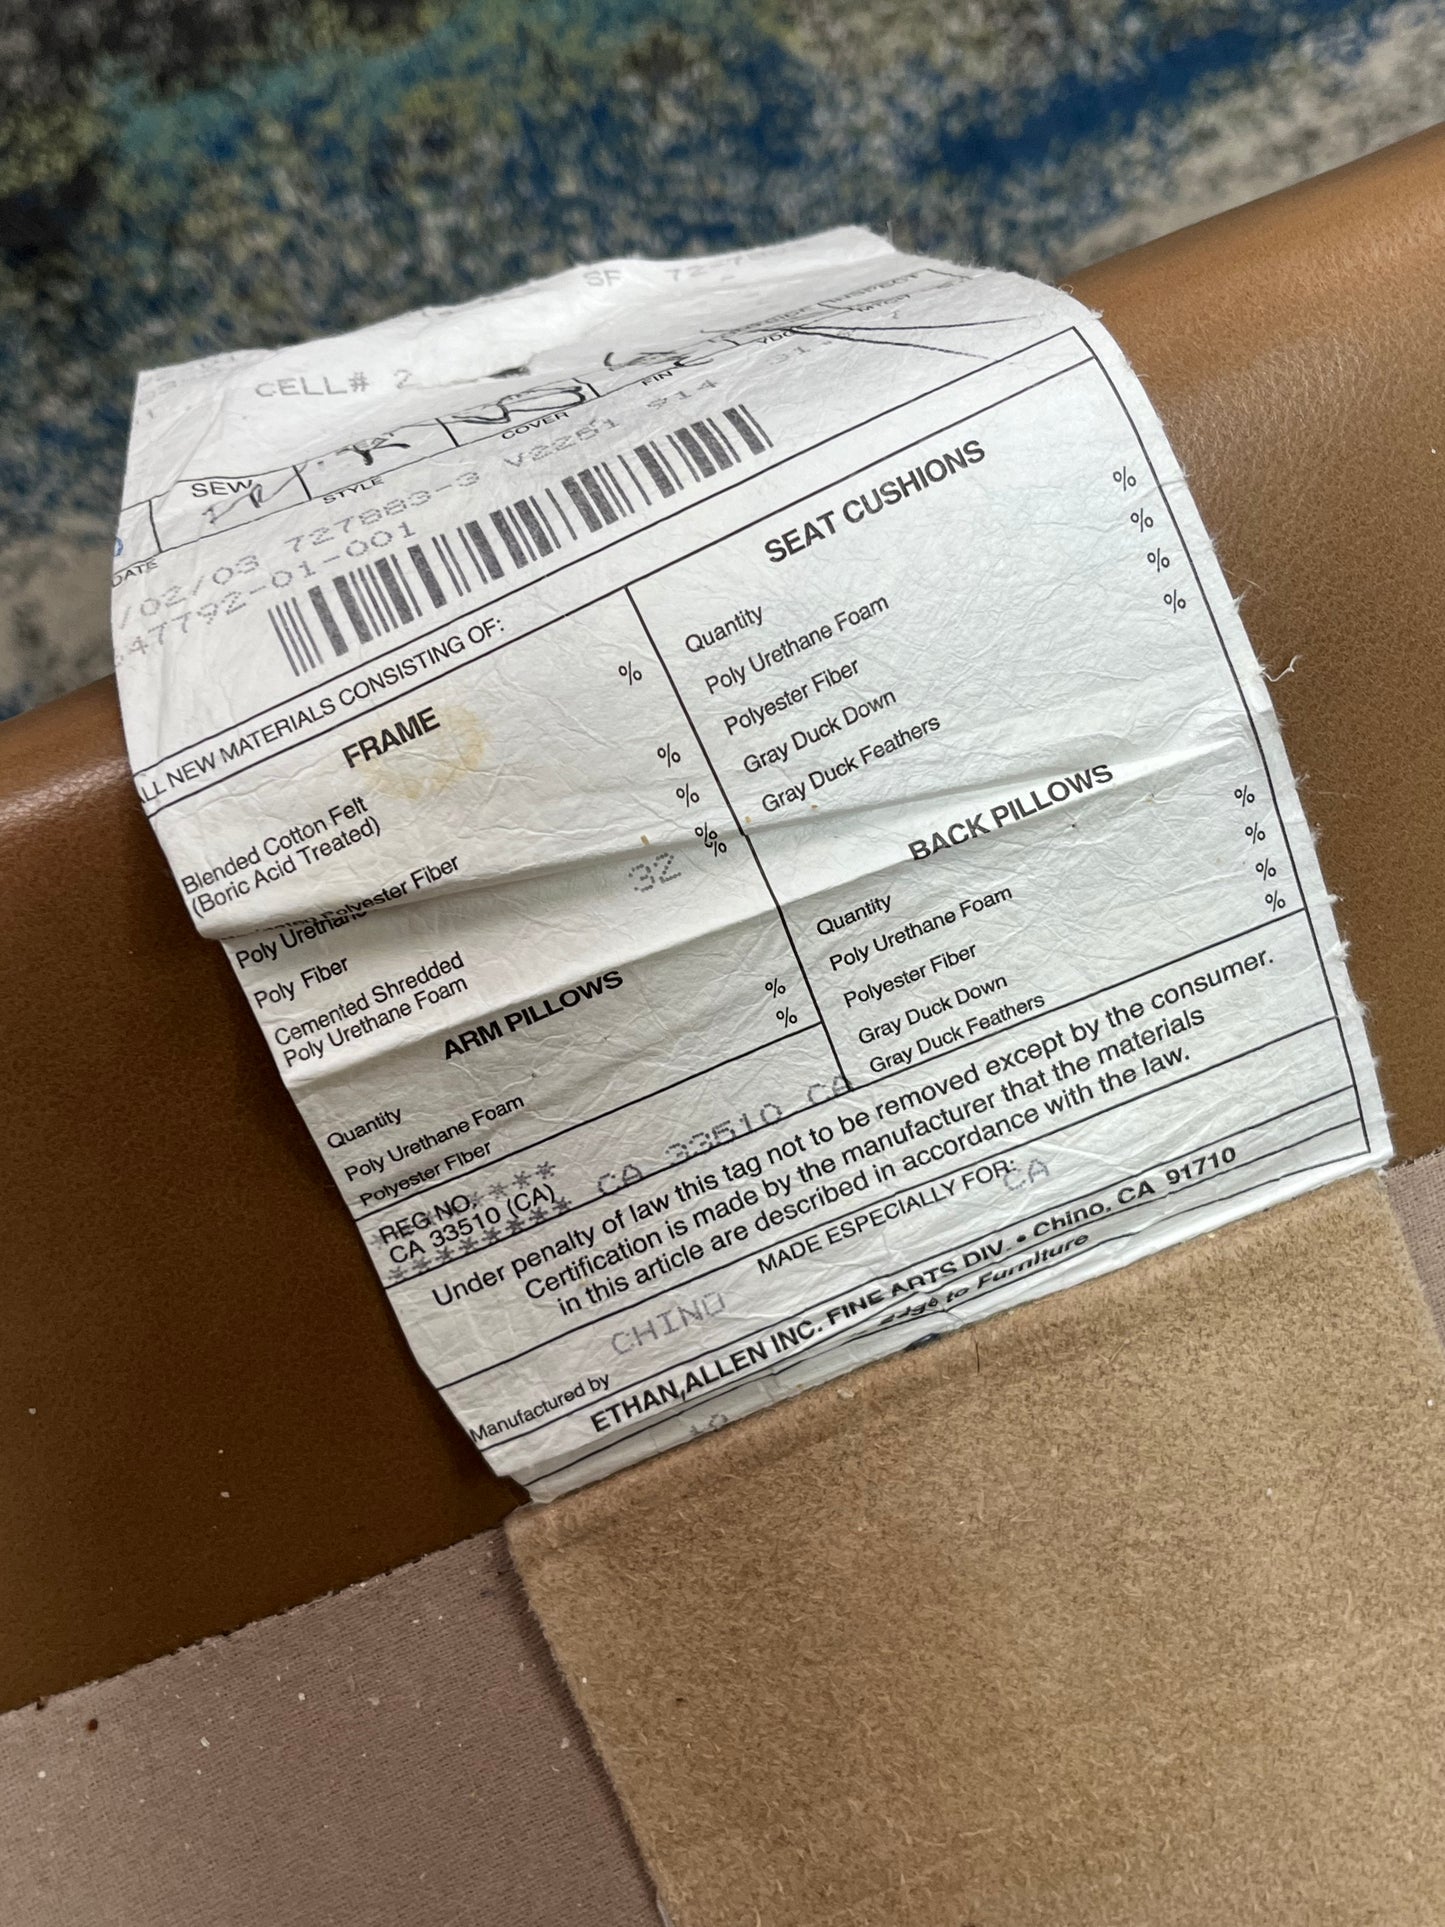 SF 72-7
CELL# 2
INSPECT
SEW
COVER
FIN
STYLE
DATE
/02/03 727883-3 V2251 S14 31
47792-01-001
ALL NEW MATERIALS CONSISTING OF:
FRAME
%
Blended Cotton Felt
(Boric Acid Treated) %
Polyester Fiber %
Poly Urethane
Poly Fiber 32 %
Cemented Shredded
Poly Urethane Foam
ARM PILLOWS
Quantity
Poly Urethane Foam %
Polyester Fiber %
SEAT CUSHIONS
Quantity
Poly Urethane Foam %
Polyester Fiber %
Gray Duck Down %
Gray Duck Feathers %
BACK PILLOWS
Quantity
Poly Urethane Foam %
Polyester Fiber %
Gray Duck Down %
Gray Duck Feathers %
REG NO. ****
CA 33510 (CA)
******* CA 33510 CA
Under penalty of law this tag not to be removed except by the consumer.
Certification is made by the manufacturer that the materials
in this article are described in accordance with the law.
MADE ESPECIALLY FOR:
CHINO CA
Manufactured by
ETHAN ALLEN INC. FINE ARTS DIV. • Chino, CA 91710
to Furniture